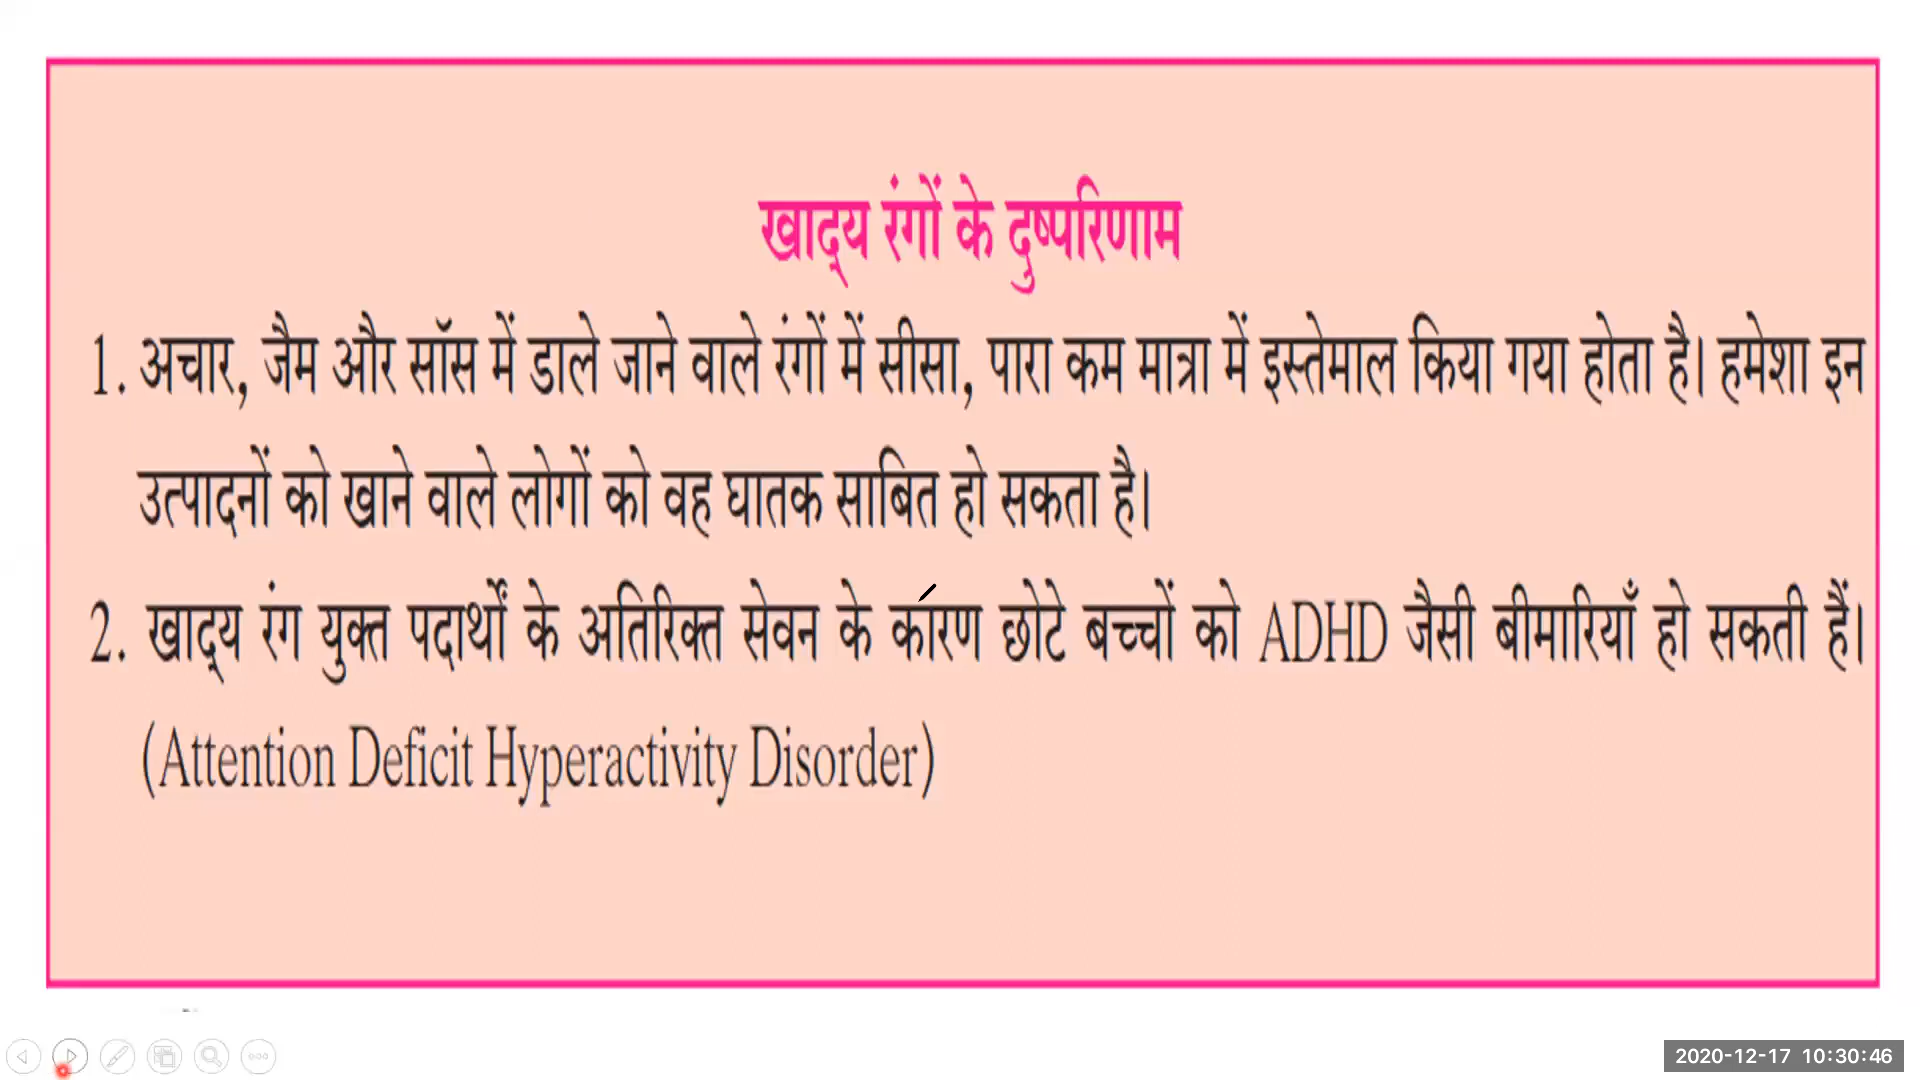 खाद्य रंगों के दुष्परिणाम
1. अचार, जैम और सॉस में डाले जाने वाले रंगों में सीसा, पारा कम मात्रा में इस्तेमाल किया गया होता है। हमेशा इन
उत्पादनों को खाने वाले लोगों को वह घातक साबित हो सकता है।
2. खाद्य रंग युक्त पदार्थों के अतिरिक्त सेवन के कारण छोटे बच्चों को ADHD जैसी बीमारियाँ हो सकती हैं।
(Attention Deficit Hyperactivity Disorder)
2020-12-17 10:30:46